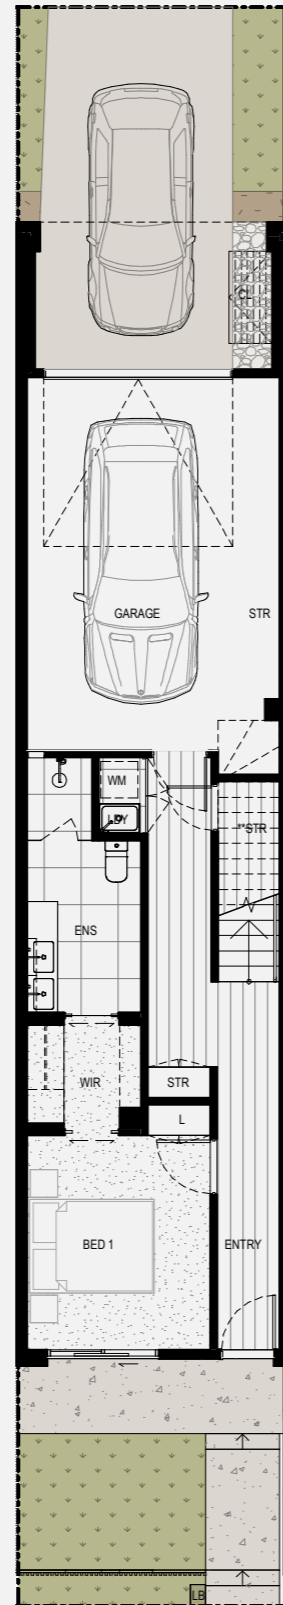 CL
GARAGE STR
WM
LDY
**STR
ENS
WIR
STR
L
BED 1
ENTRY
LB